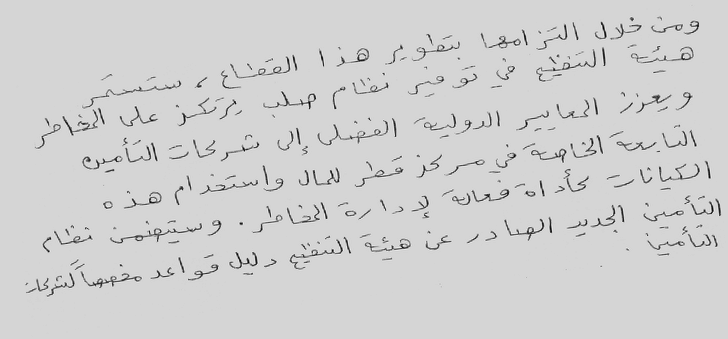 ومن خلال التزامها بتطوير هذا القطاع، ستستمر
هيئة التنظيم في توفير نظام صلب يرتكز على المخاطر
ويعزز المعايير الدولية الفضلى إلى شركات التأمين
التابعة الخاصة في مركز قطر للمال واستخدام هذه
الكيانات كأداة فعالة لإدارة المخاطر. وسيتضمن نظام
التأمين الجديد الصادر عن هيئة التنظيم دليل قواعد مخصصاً لشركات
التأمين.